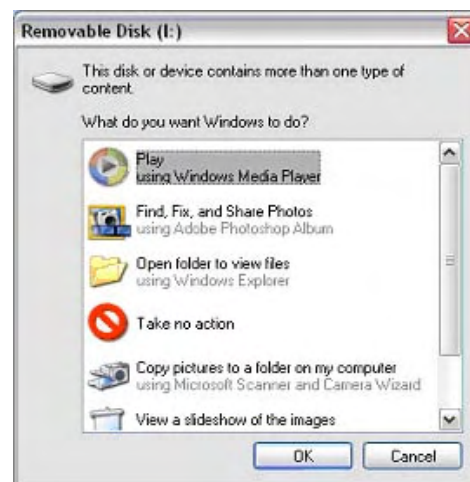 Removable Disk (I:)
This disk or device contains more than one type of
content.
What do you want Windows to do?
Play
using Windows Media Player
Find, Fix, and Share Photos
using Adobe Photoshop Album
Open folder to view files
using Windows Explorer
Take no action
Copy pictures to a folder on my computer
using Microsoft Scanner and Camera Wizard
View a slideshow of the images
OK
Cancel